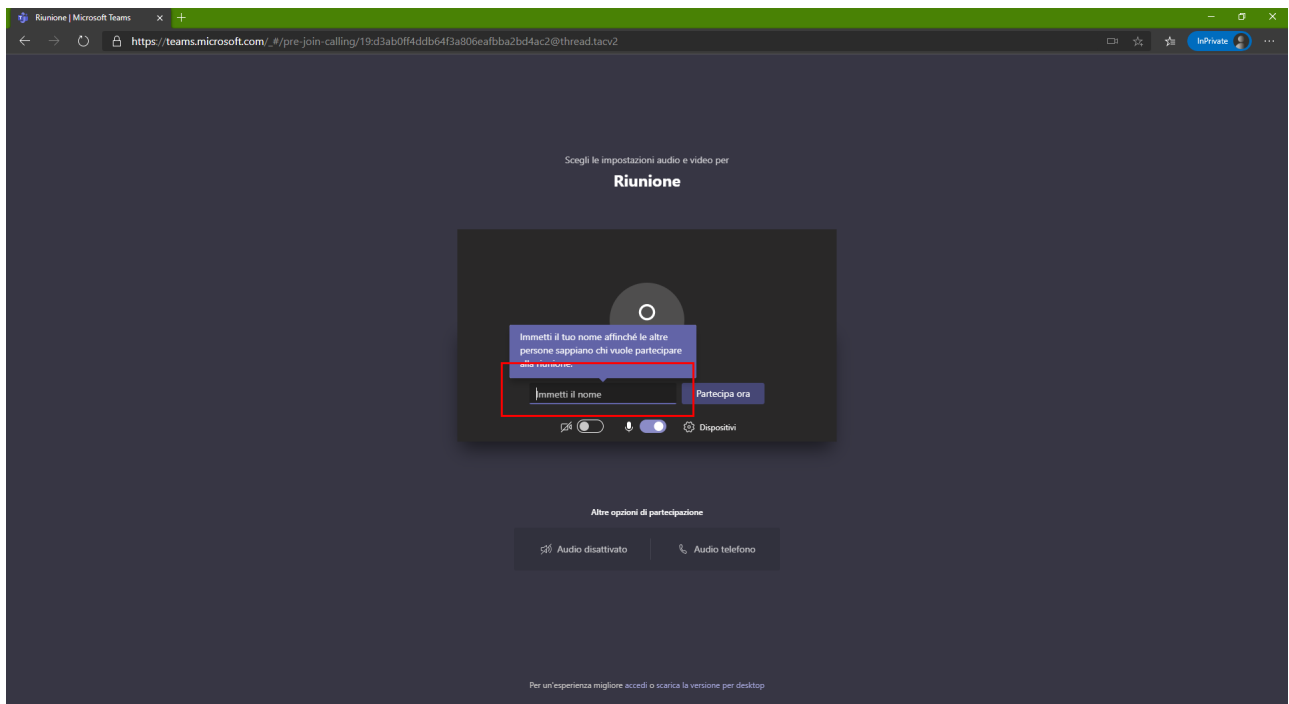 Riunione | Microsoft Teams
https://teams.microsoft.com/_#/pre-join-calling/19:d3ab0ff4ddb64f3a806eafbba2bd4ac2@thread.tacv2
InPrivate
Scegli le impostazioni audio e video per
Riunione
O
Immetti il tuo nome affinché le altre
persone sappiano chi vuole partecipare
alla riunione.
Immetti il nome
Partecipa ora
Dispositivi
Altre opzioni di partecipazione
Audio disattivato
Audio telefono
Per un'esperienza migliore accedi o scarica la versione per desktop